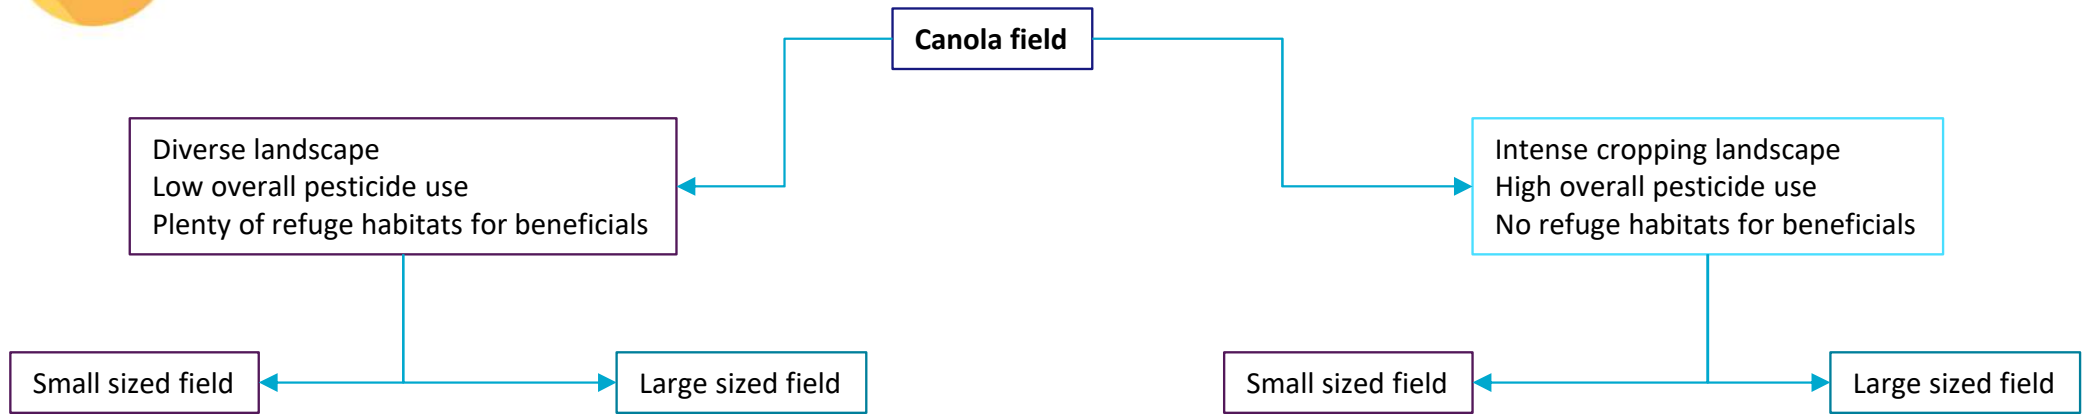 Canola field
Diverse landscape
Low overall pesticide use
Plenty of refuge habitats for beneficials
Intense cropping landscape
High overall pesticide use
No refuge habitats for beneficials
Small sized field
Large sized field
Small sized field
Large sized field